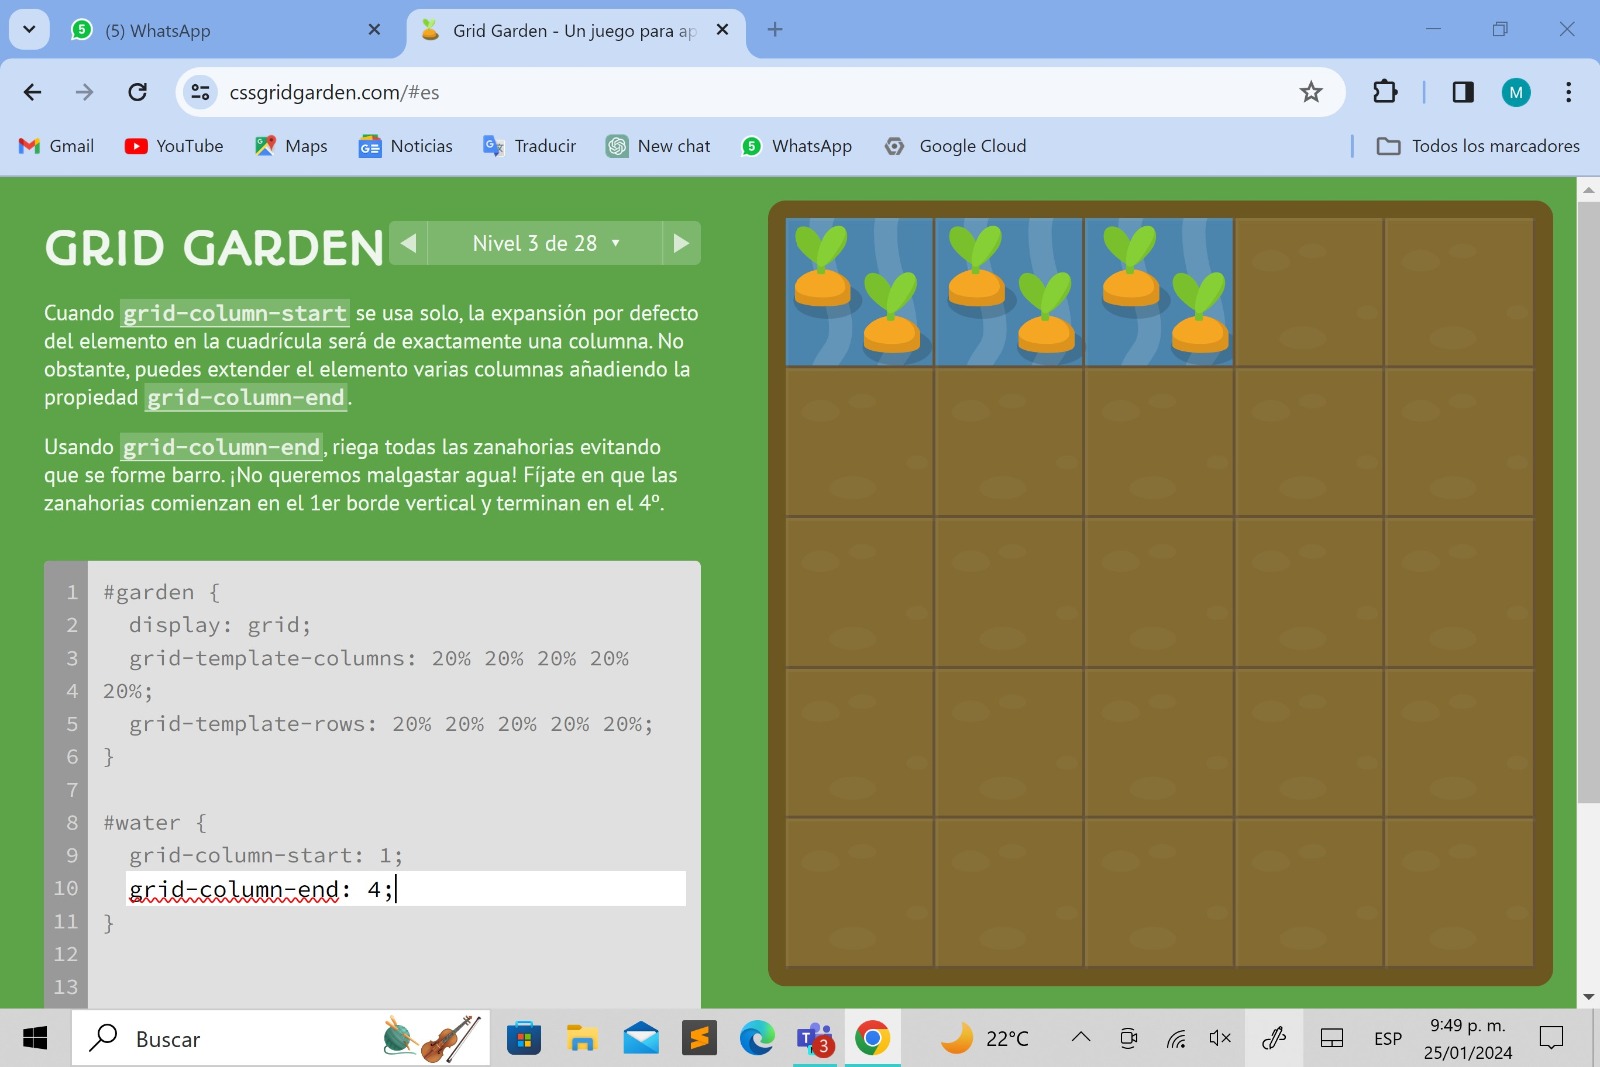 (5) WhatsApp
Grid Garden - Un juego para ap
cssgridgarden.com/#es
M
Gmail
YouTube
Maps
Noticias
Traducir
New chat
WhatsApp
Google Cloud
Todos los marcadores
GRID GARDEN
Nivel 3 de 28
Cuando grid-column-start se usa solo, la expansión por defecto
del elemento en la cuadrícula será de exactamente una columna. No
obstante, puedes extender el elemento varias columnas añadiendo la
propiedad grid-column-end.
Usando grid-column-end, riega todas las zanahorias evitando
que se forme barro. ¡No queremos malgastar agua! Fíjate en que las
zanahorias comienzan en el 1er borde vertical y terminan en el 4º.
1 #garden {
2 display: grid;
3 grid-template-columns: 20% 20% 20% 20%
4 20%;
5 grid-template-rows: 20% 20% 20% 20% 20%;
6 }
7
8 #water {
9 grid-column-start: 1;
10 grid-column-end: 4;
11 }
12
13
Buscar
3
22°C
ESP
9:49 p. m.
25/01/2024